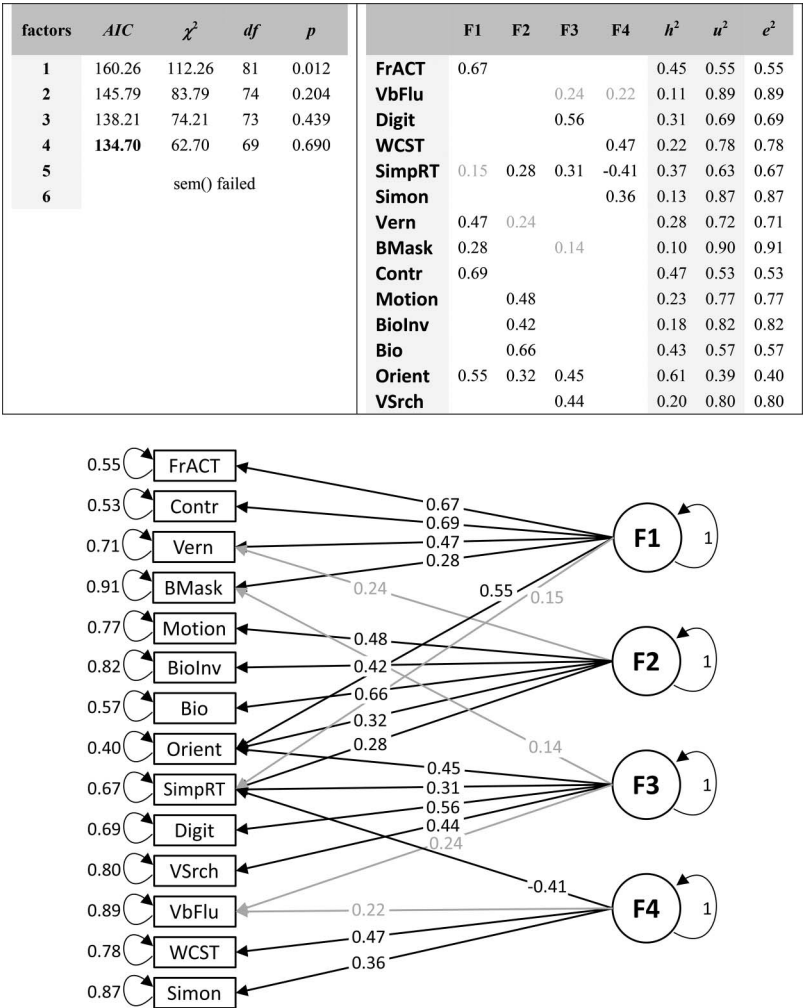 factors AIC χ² df p
1 160.26 112.26 81 0.012
2 145.79 83.79 74 0.204
3 138.21 74.21 73 0.439
4 134.70 62.70 69 0.690
5
sem() failed
6
F1 F2 F3 F4 h² u² e²
FrACT 0.67 0.45 0.55 0.55
VbFlu 0.24 0.22 0.11 0.89 0.89
Digit 0.56 0.31 0.69 0.69
WCST 0.47 0.22 0.78 0.78
SimpRT 0.15 0.28 0.31 -0.41 0.37 0.63 0.67
Simon 0.36 0.13 0.87 0.87
Vern 0.47 0.24 0.28 0.72 0.71
BMask 0.28 0.14 0.10 0.90 0.91
Contr 0.69 0.47 0.53 0.53
Motion 0.48 0.23 0.77 0.77
BioInv 0.42 0.18 0.82 0.82
Bio 0.66 0.43 0.57 0.57
Orient 0.55 0.32 0.45 0.61 0.39 0.40
VSrch 0.44 0.20 0.80 0.80
0.55 FrACT
0.67
0.53 Contr
0.69
0.71 Vern 0.47 F1 1
0.28
0.91 BMask 0.24 0.55 0.15
0.77 Motion 0.48
0.82 BioInv 0.42 F2 1
0.66
0.57 Bio
0.32
0.40 Orient 0.28 0.14
0.45
0.67 SimpRT 0.31 F3 1
0.56
0.69 Digit 0.44
0.24
0.80 VSrch
-0.41
0.89 VbFlu 0.22 F4 1
0.47
0.78 WCST
0.36
0.87 Simon